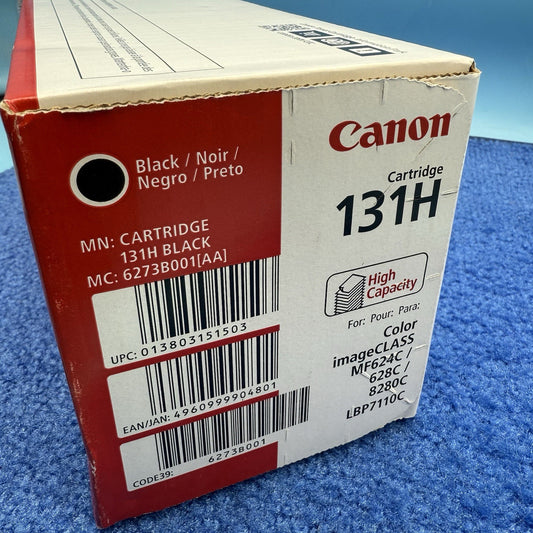 Canon
Cartridge
131H
Black / Noir /
Negro / Preto
MN: CARTRIDGE
131H BLACK
MC: 6273B001[AA]
High
Capacity
For: Pour: Para:
Color
imageCLASS
MF624C /
628C /
8280C
LBP7110C
UPC: 013803151503
EAN/JAN: 4960999904801
CODE39: 6273B001